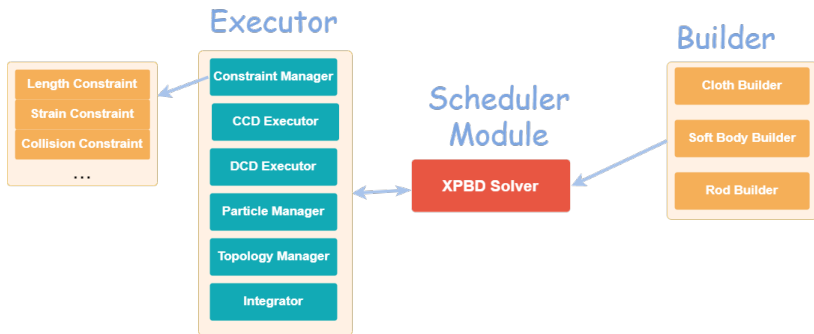 Executor
Builder
Scheduler
Module
Length Constraint
Strain Constraint
Collision Constraint
...
Constraint Manager
CCD Executor
DCD Executor
Particle Manager
Topology Manager
Integrator
XPBD Solver
Cloth Builder
Soft Body Builder
Rod Builder